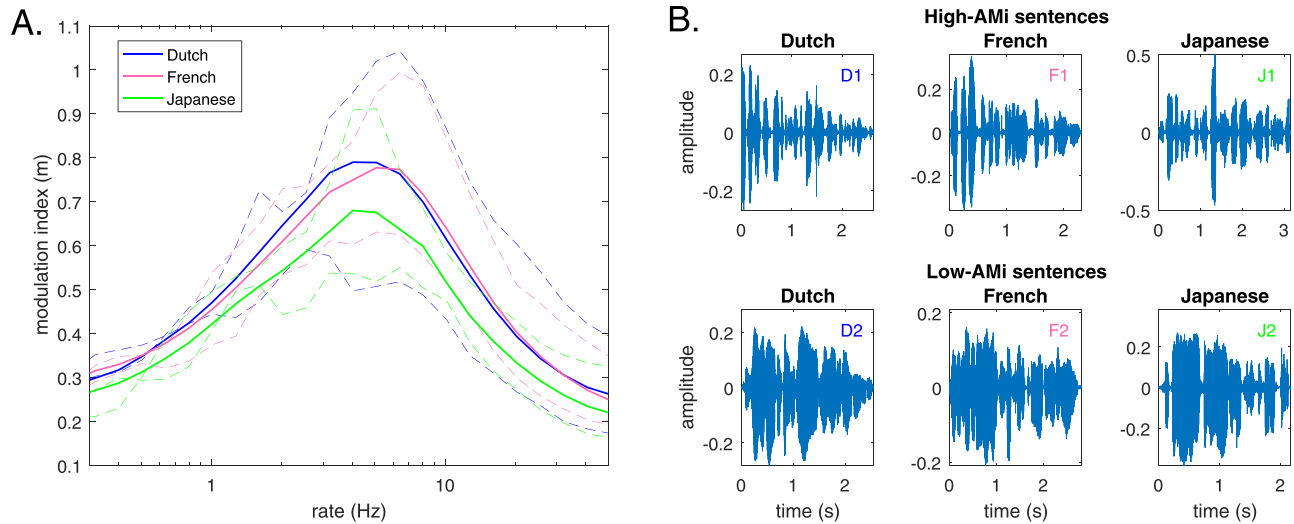 A.
1.1
1
0.9
0.8
0.7
0.6
0.5
0.4
0.3
0.2
0.1
modulation index (m)
Dutch
French
Japanese
1
10
rate (Hz)
B.
High-AMi sentences
Dutch
French
Japanese
D1
F1
J1
amplitude
0.2
0
-0.2
0
1
2
0.2
0
-0.2
0
1
2
0.5
0
-0.5
0
1
2
3
Low-AMi sentences
Dutch
French
Japanese
D2
F2
J2
amplitude
0.2
0
-0.2
0
1
2
time (s)
0.2
0
-0.2
0
1
2
time (s)
0.2
0
-0.2
0
1
2
time (s)